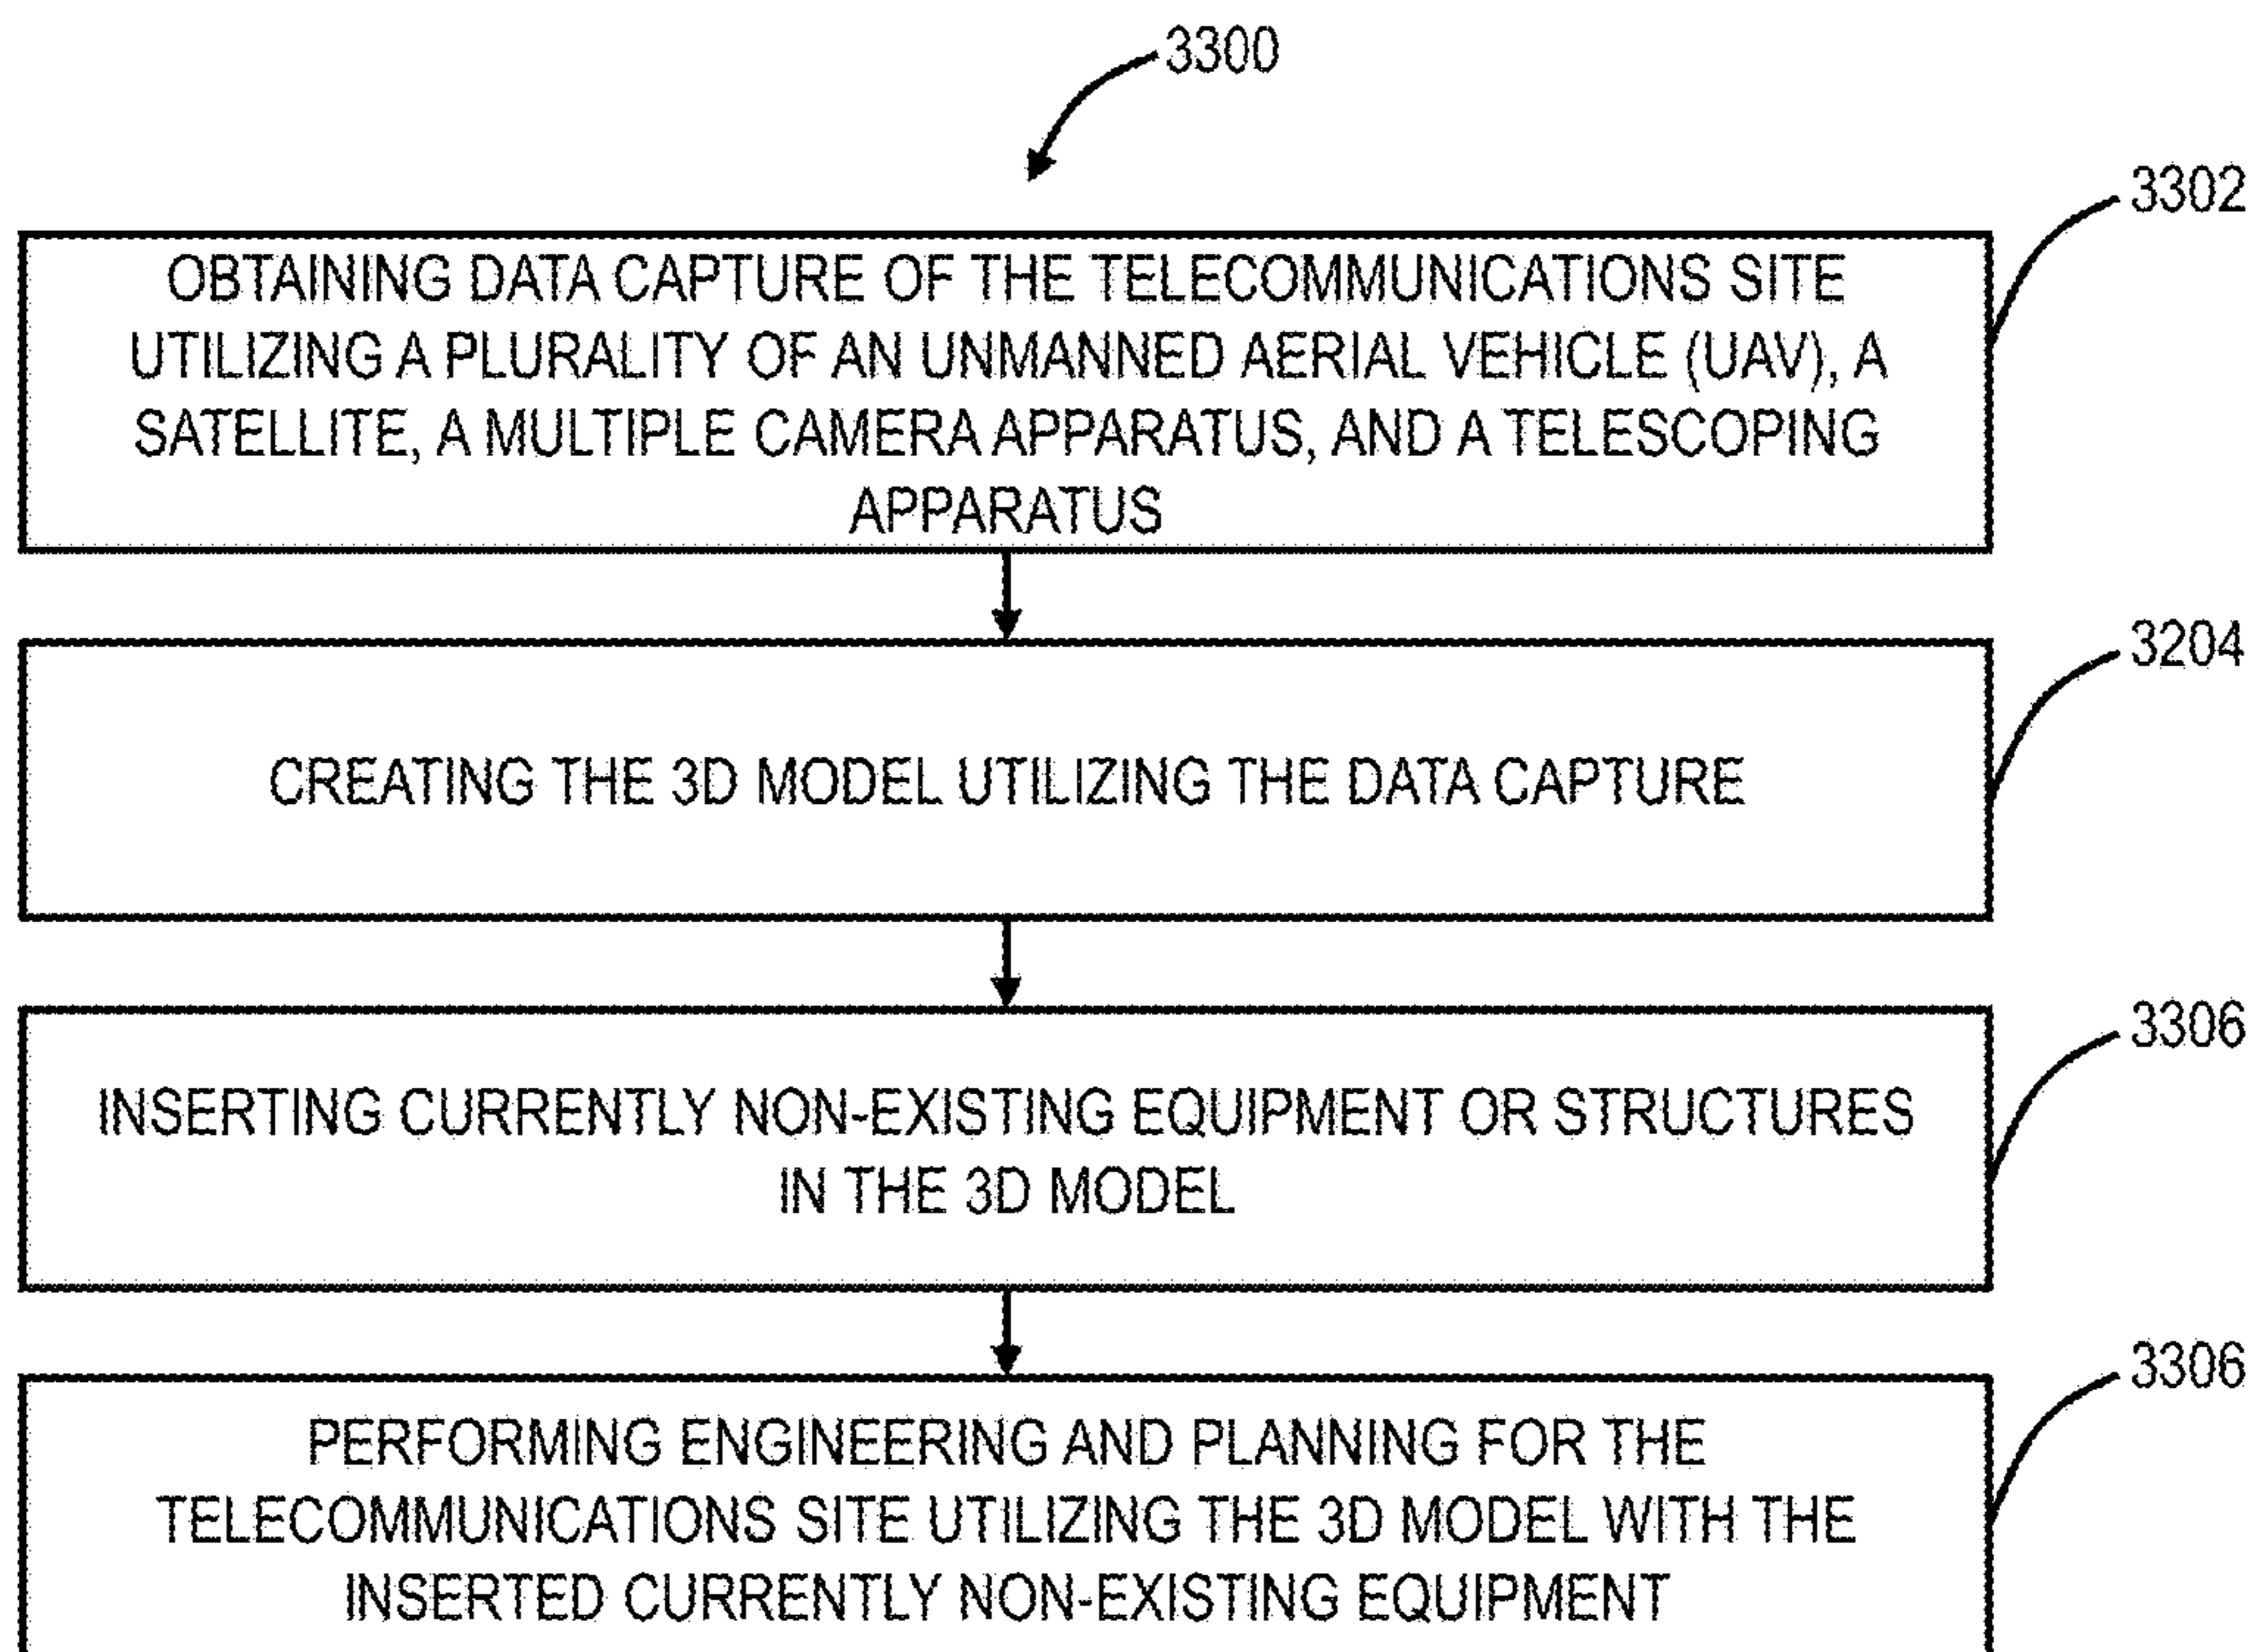 3300
3302
OBTAINING DATA CAPTURE OF THE TELECOMMUNICATIONS SITE
UTILIZING A PLURALITY OF AN UNMANNED AERIAL VEHICLE (UAV), A
SATELLITE, A MULTIPLE CAMERA APPARATUS, AND A TELESCOPING
APPARATUS
3204
CREATING THE 3D MODEL UTILIZING THE DATA CAPTURE
3306
INSERTING CURRENTLY NON-EXISTING EQUIPMENT OR STRUCTURES
IN THE 3D MODEL
3306
PERFORMING ENGINEERING AND PLANNING FOR THE
TELECOMMUNICATIONS SITE UTILIZING THE 3D MODEL WITH THE
INSERTED CURRENTLY NON-EXISTING EQUIPMENT